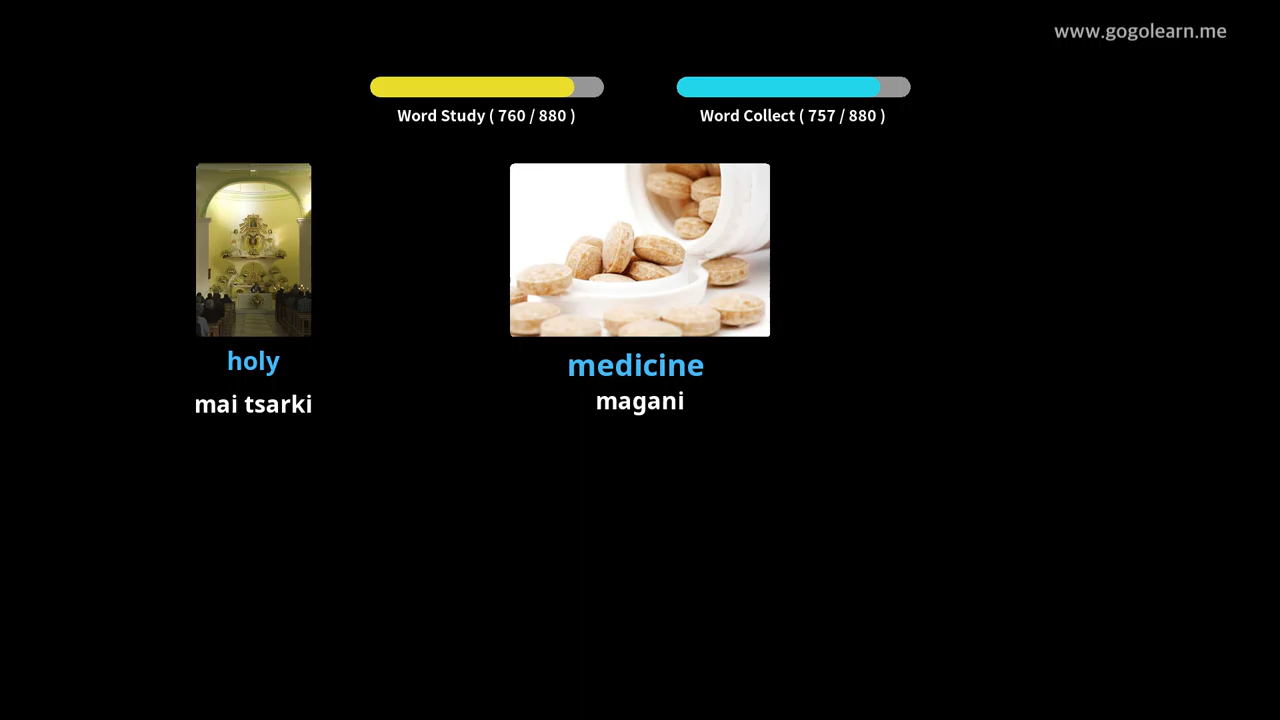 www.gogolearn.me
Word Study ( 760 / 880 )
Word Collect ( 757 / 880 )
holy
mai tsarki
medicine
magani